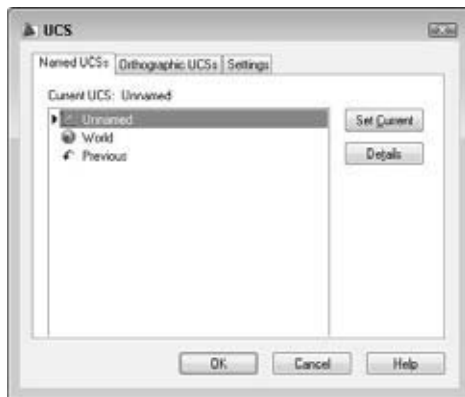 UCS
Named UCSs Orthographic UCSs Settings
Current UCS: Unnamed
Unnamed
Set Current
World
Details
Previous
OK Cancel Help